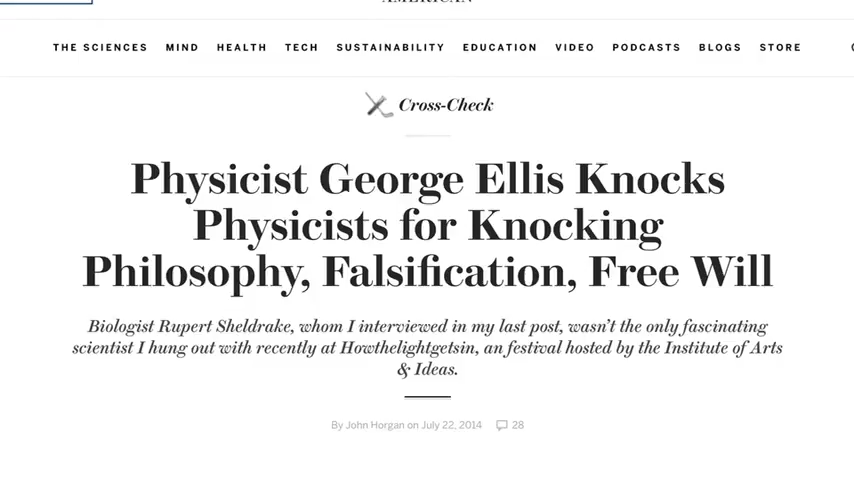 AMERICAN
THE SCIENCES MIND HEALTH TECH SUSTAINABILITY EDUCATION VIDEO PODCASTS BLOGS STORE
Cross-Check
Physicist George Ellis Knocks
Physicists for Knocking
Philosophy, Falsification, Free Will
Biologist Rupert Sheldrake, whom I interviewed in my last post, wasn't the only fascinating
scientist I hung out with recently at Howthelightgetsin, an festival hosted by the Institute of Arts
& Ideas.
By John Horgan on July 22, 2014 28